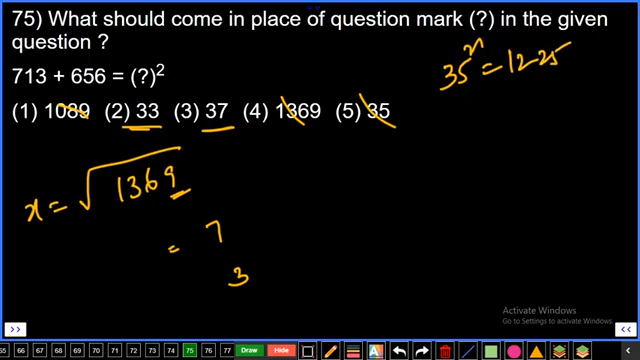 75) What should come in place of question mark (?) in the given
question ?
713 + 656 = (?)²
(1) 1089 (2) 33 (3) 37 (4) 1369 (5) 35
35² = 1225
x = √1369
= 7
3
Activate Windows
Go to Settings to activate Windows.
>> 65 66 67 68 69 70 71 72 73 74 75 76 77 Draw Hide <<